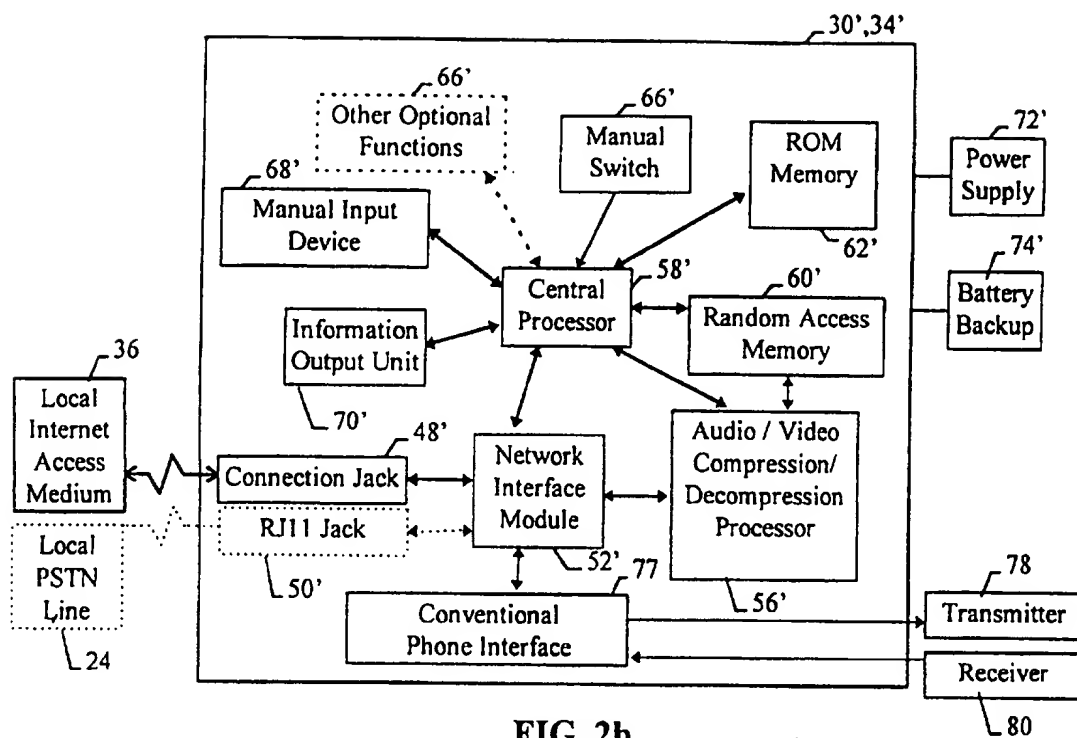 30',34'
66'
Other Optional
Functions
66'
Manual
Switch
ROM
Memory
62'
72'
Power
Supply
68'
Manual Input
Device
58'
Central
Processor
60'
Random Access
Memory
74'
Battery
Backup
Information
Output Unit
70'
36
Local
Internet
Access
Medium
48'
Connection Jack
RJ11 Jack
50'
Network
Interface
Module
52'
Audio / Video
Compression/
Decompression
Processor
56'
Local
PSTN
Line
24
77
Conventional
Phone Interface
78
Transmitter
Receiver
80
FIG. 2b